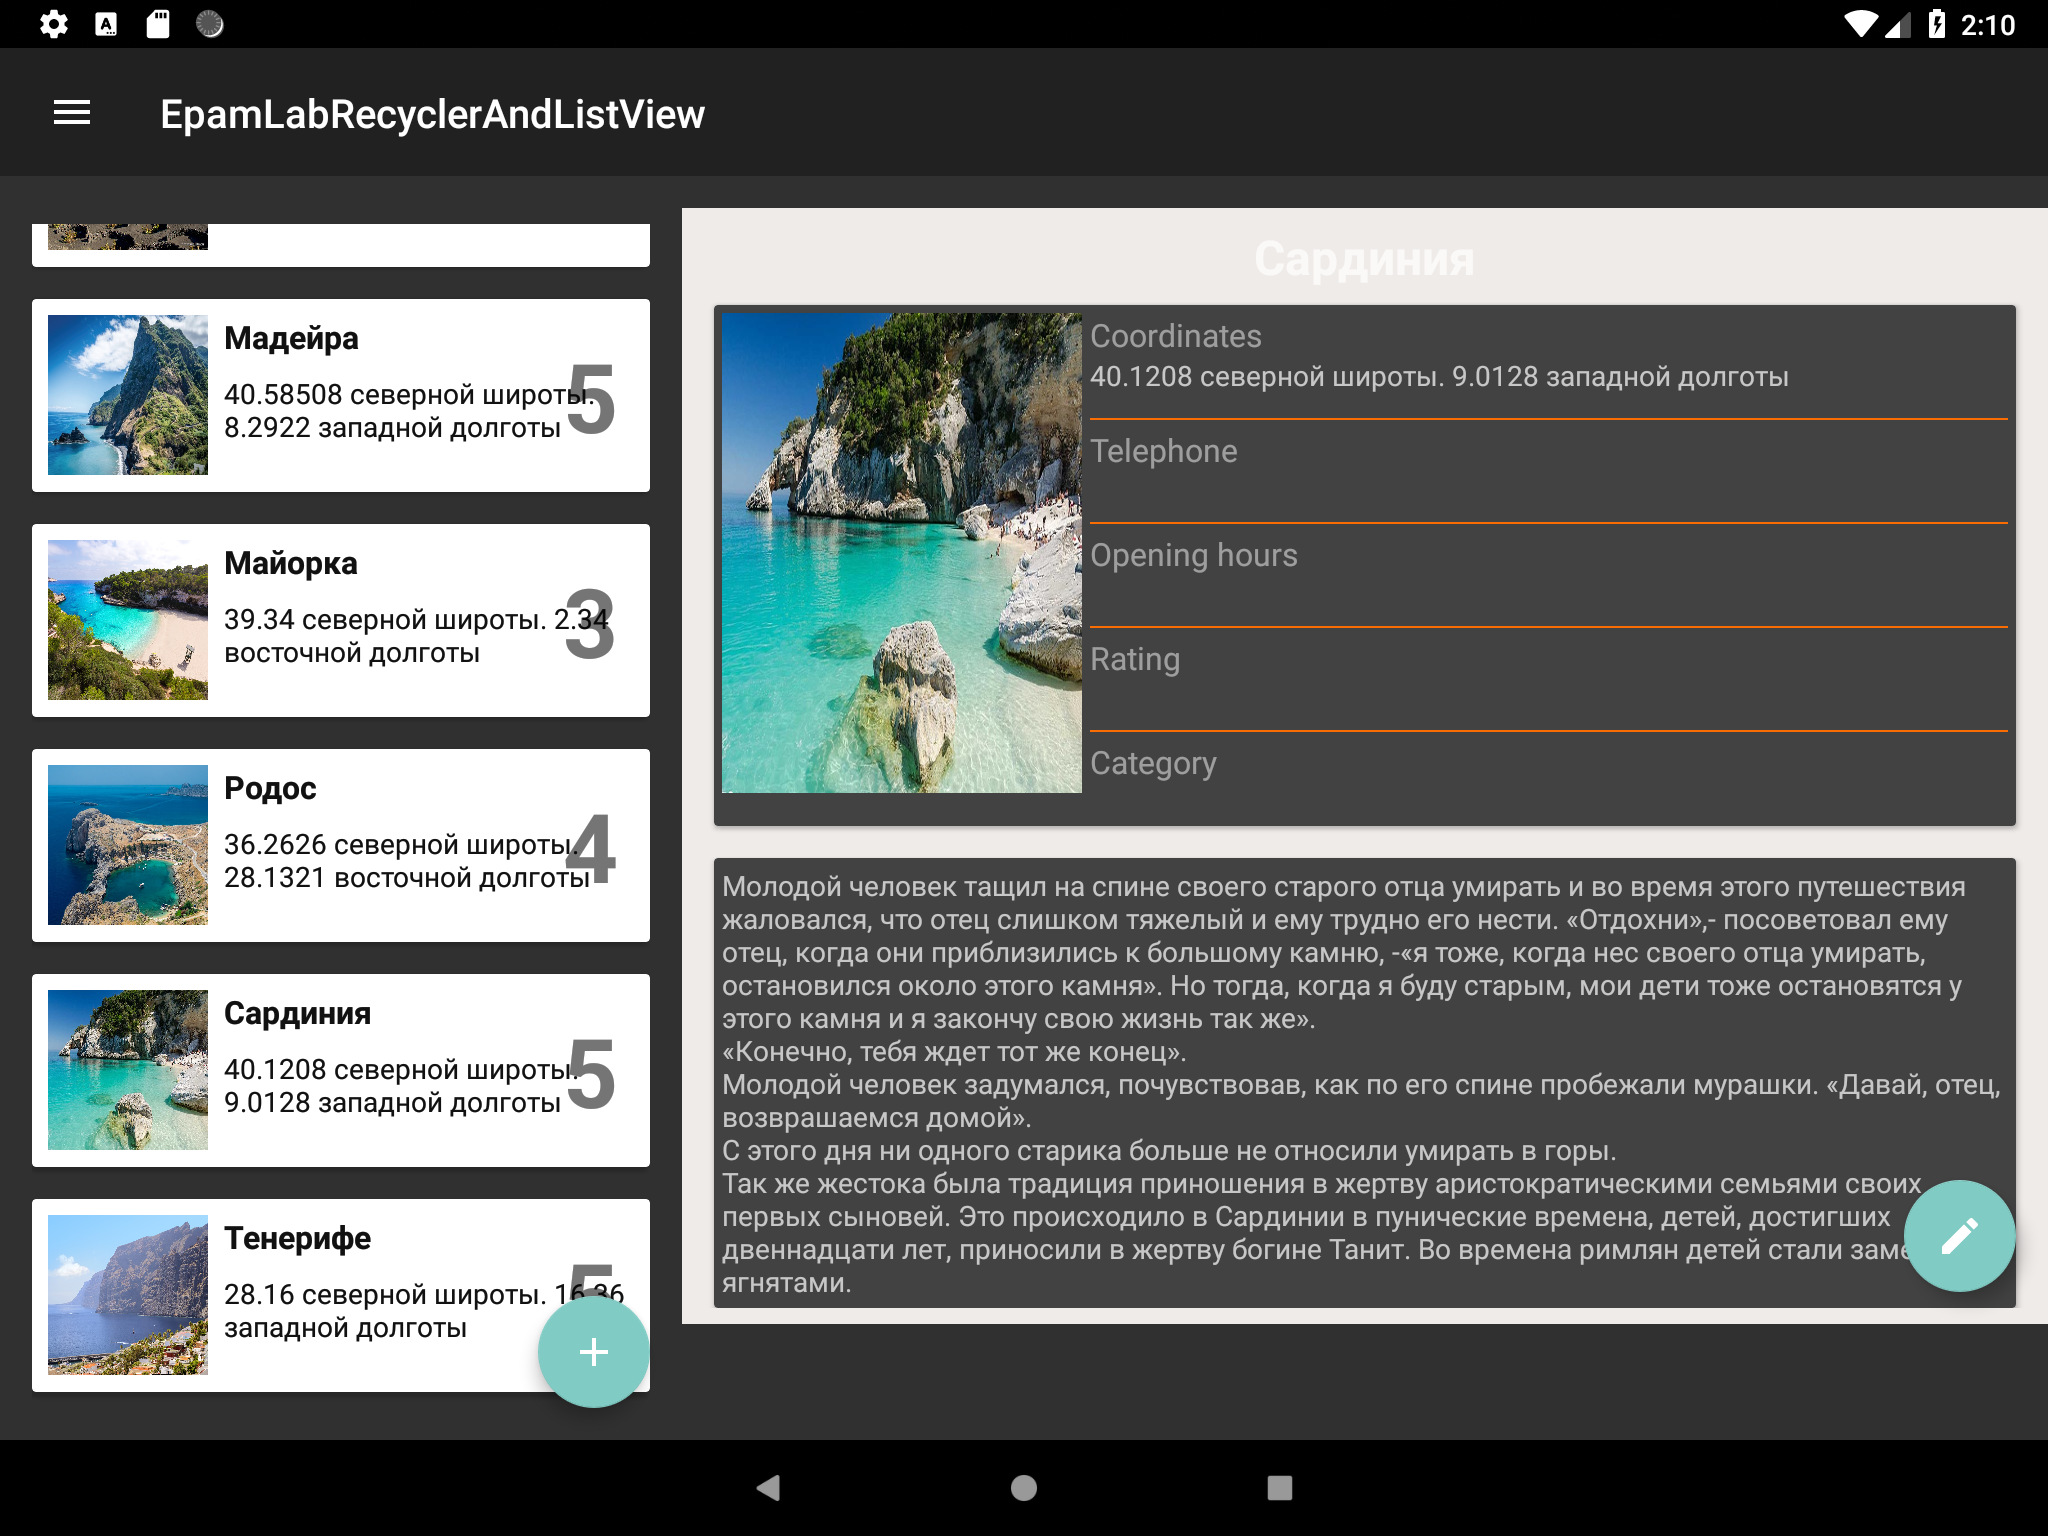 2:10
EpamLabRecyclerAndListView
Мадейра
40.58508 северной широты.
8.2922 западной долготы
5
Майорка
39.34 северной широты. 2.34
восточной долготы
3
Родос
36.2626 северной широты.
28.1321 восточной долготы
4
Сардиния
40.1208 северной широты.
9.0128 западной долготы
5
Тенерифе
28.16 северной широты. 16.36
западной долготы
5
Сардиния
Coordinates
40.1208 северной широты. 9.0128 западной долготы
Telephone
Opening hours
Rating
Category
Молодой человек тащил на спине своего старого отца умирать и во время этого путешествия
жаловался, что отец слишком тяжелый и ему трудно его нести. «Отдохни»,- посоветовал ему
отец, когда они приблизились к большому камню, -«я тоже, когда нес своего отца умирать,
остановился около этого камня». Но тогда, когда я буду старым, мои дети тоже остановятся у
этого камня и я закончу свою жизнь так же».
«Конечно, тебя ждет тот же конец».
Молодой человек задумался, почувствовав, как по его спине пробежали мурашки. «Давай, отец,
возврашаемся домой».
С этого дня ни одного старика больше не относили умирать в горы.
Так же жестока была традиция приношения в жертву аристократическими семьями своих
первых сыновей. Это происходило в Сардинии в пунические времена, детей, достигших
двеннадцати лет, приносили в жертву богине Танит. Во времена римлян детей стали
ягнятами.